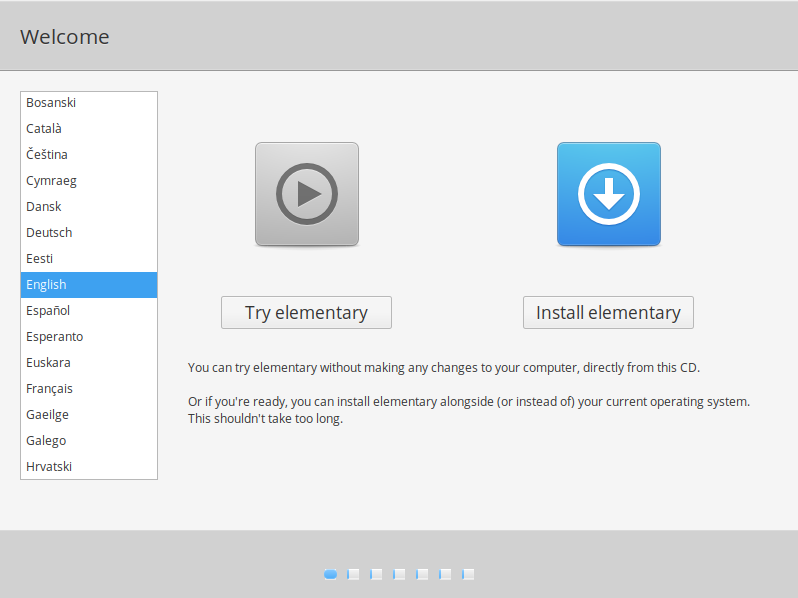 Welcome
Bosanski
Català
Čeština
Cymraeg
Dansk
Deutsch
Eesti
English
Español
Esperanto
Euskara
Français
Gaeilge
Galego
Hrvatski
Try elementary
Install elementary
You can try elementary without making any changes to your computer, directly from this CD.
Or if you're ready, you can install elementary alongside (or instead of) your current operating system.
This shouldn't take too long.